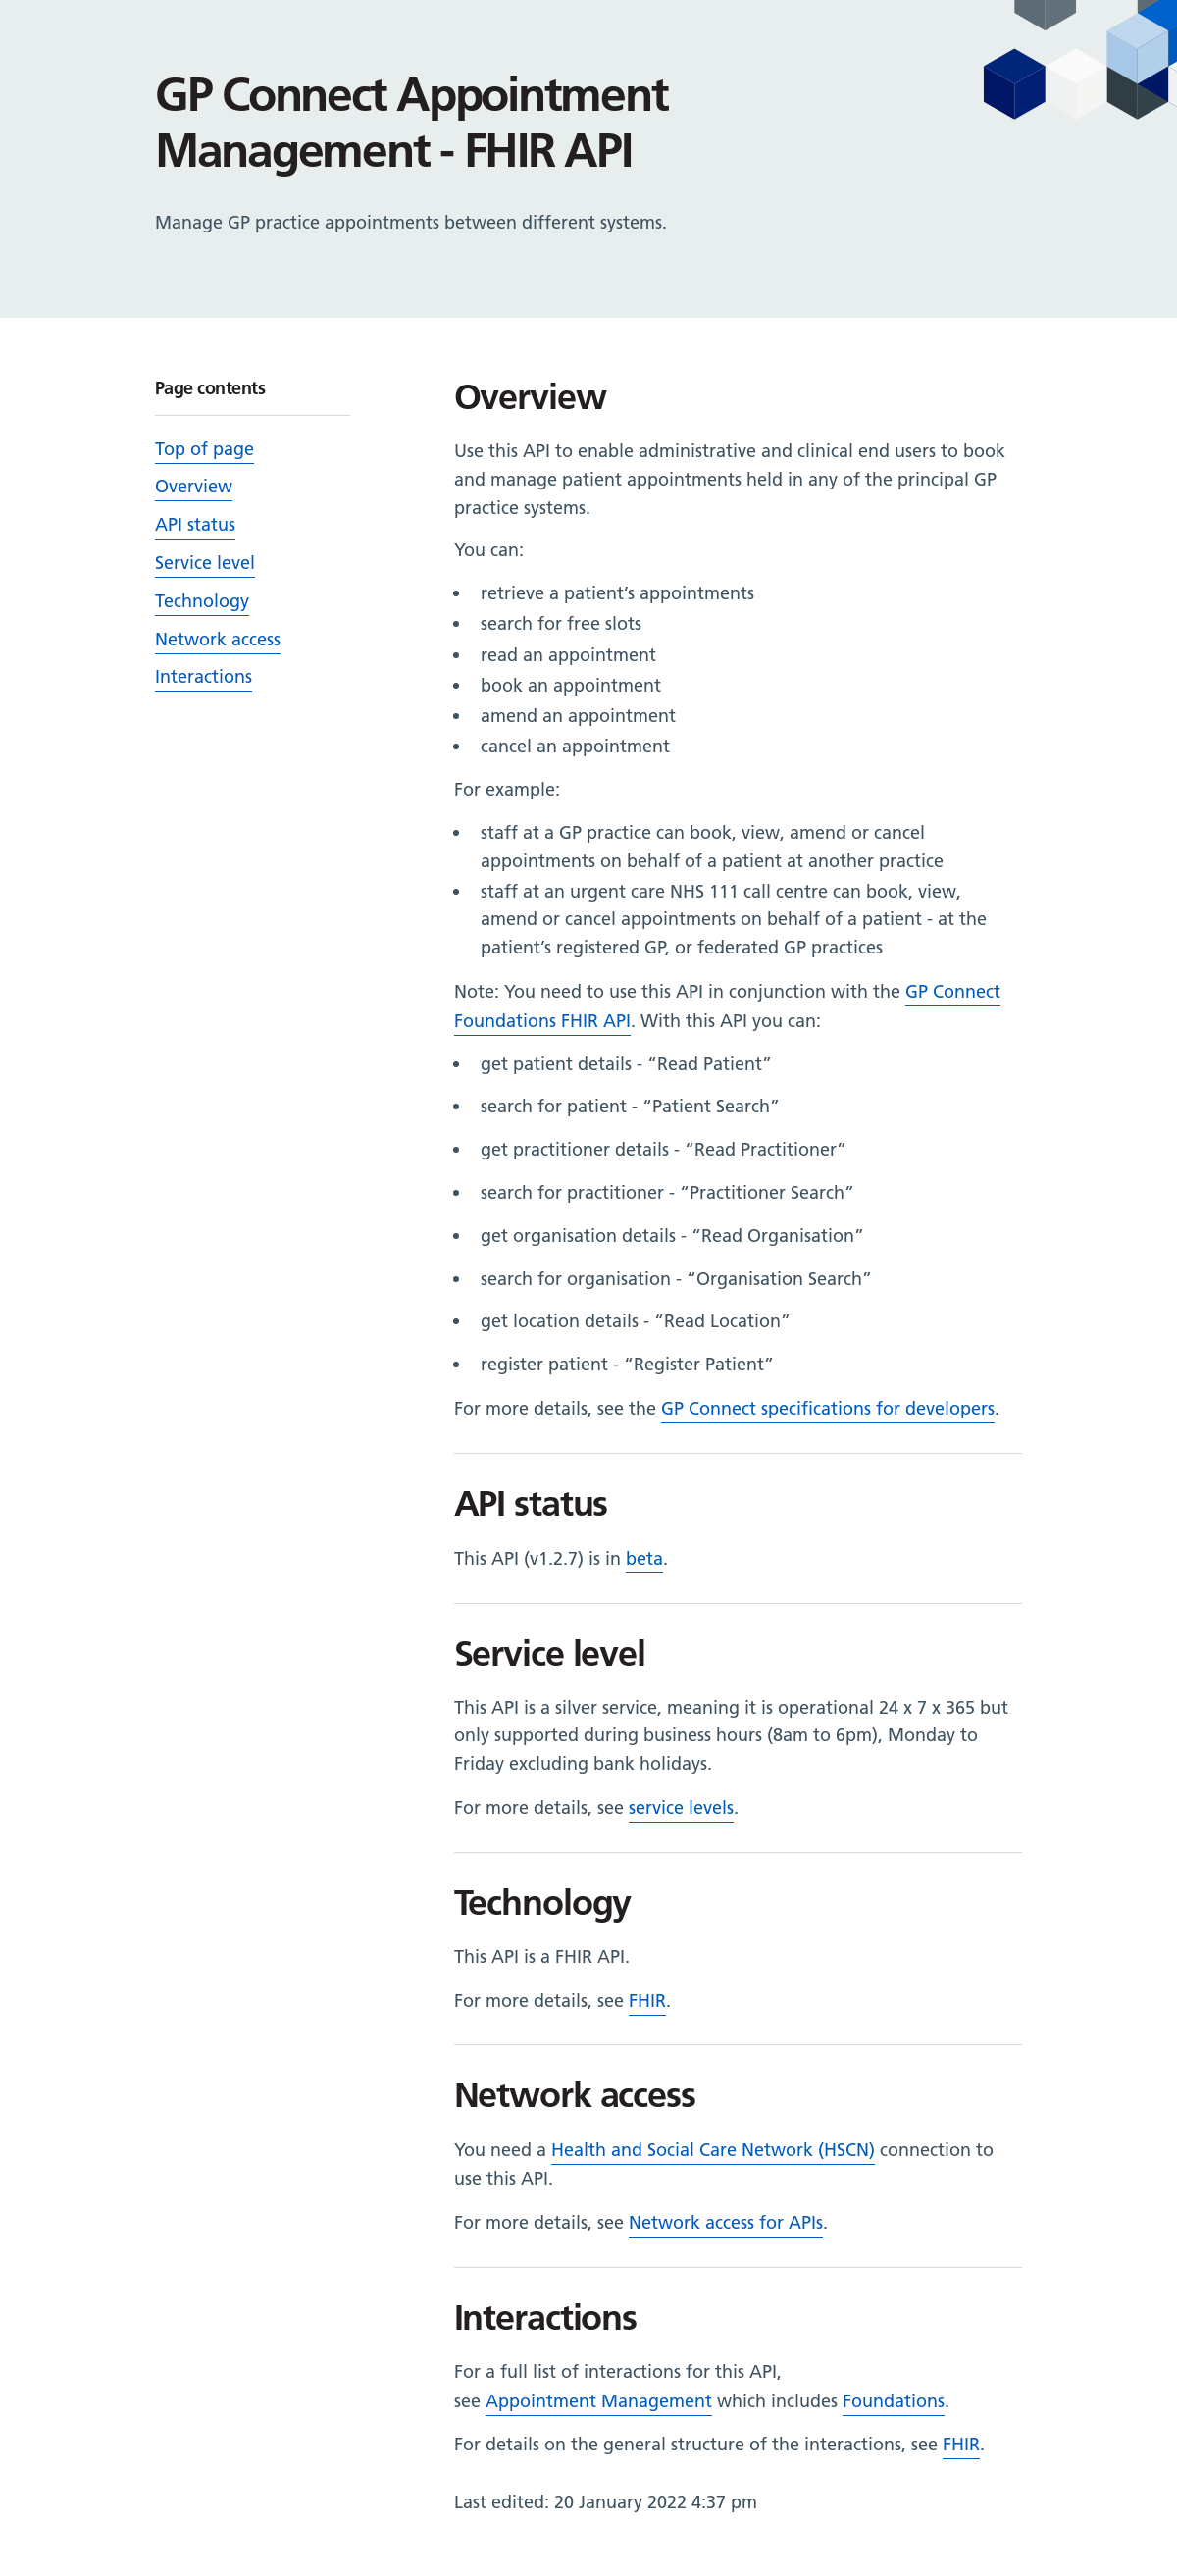 GP Connect Appointment
Management - FHIR API
Manage GP practice appointments between different systems.
Page contents
Top of page
Overview
API status
Service level
Technology
Network access
Interactions
Overview
Use this API to enable administrative and clinical end users to book
and manage patient appointments held in any of the principal GP
practice systems.
You can:
• retrieve a patient’s appointments
• search for free slots
• read an appointment
• book an appointment
• amend an appointment
• cancel an appointment
For example:
• staff at a GP practice can book, view, amend or cancel
appointments on behalf of a patient at another practice
• staff at an urgent care NHS 111 call centre can book, view,
amend or cancel appointments on behalf of a patient - at the
patient’s registered GP, or federated GP practices
Note: You need to use this API in conjunction with the GP Connect
Foundations FHIR API. With this API you can:
• get patient details - “Read Patient”
• search for patient - “Patient Search”
• get practitioner details - “Read Practitioner”
• search for practitioner - “Practitioner Search”
• get organisation details - “Read Organisation”
• search for organisation - “Organisation Search”
• get location details - “Read Location”
• register patient - “Register Patient”
For more details, see the GP Connect specifications for developers.
API status
This API (v1.2.7) is in beta.
Service level
This API is a silver service, meaning it is operational 24 x 7 x 365 but
only supported during business hours (8am to 6pm), Monday to
Friday excluding bank holidays.
For more details, see service levels.
Technology
This API is a FHIR API.
For more details, see FHIR.
Network access
You need a Health and Social Care Network (HSCN) connection to
use this API.
For more details, see Network access for APIs.
Interactions
For a full list of interactions for this API,
see Appointment Management which includes Foundations.
For details on the general structure of the interactions, see FHIR.
Last edited: 20 January 2022 4:37 pm